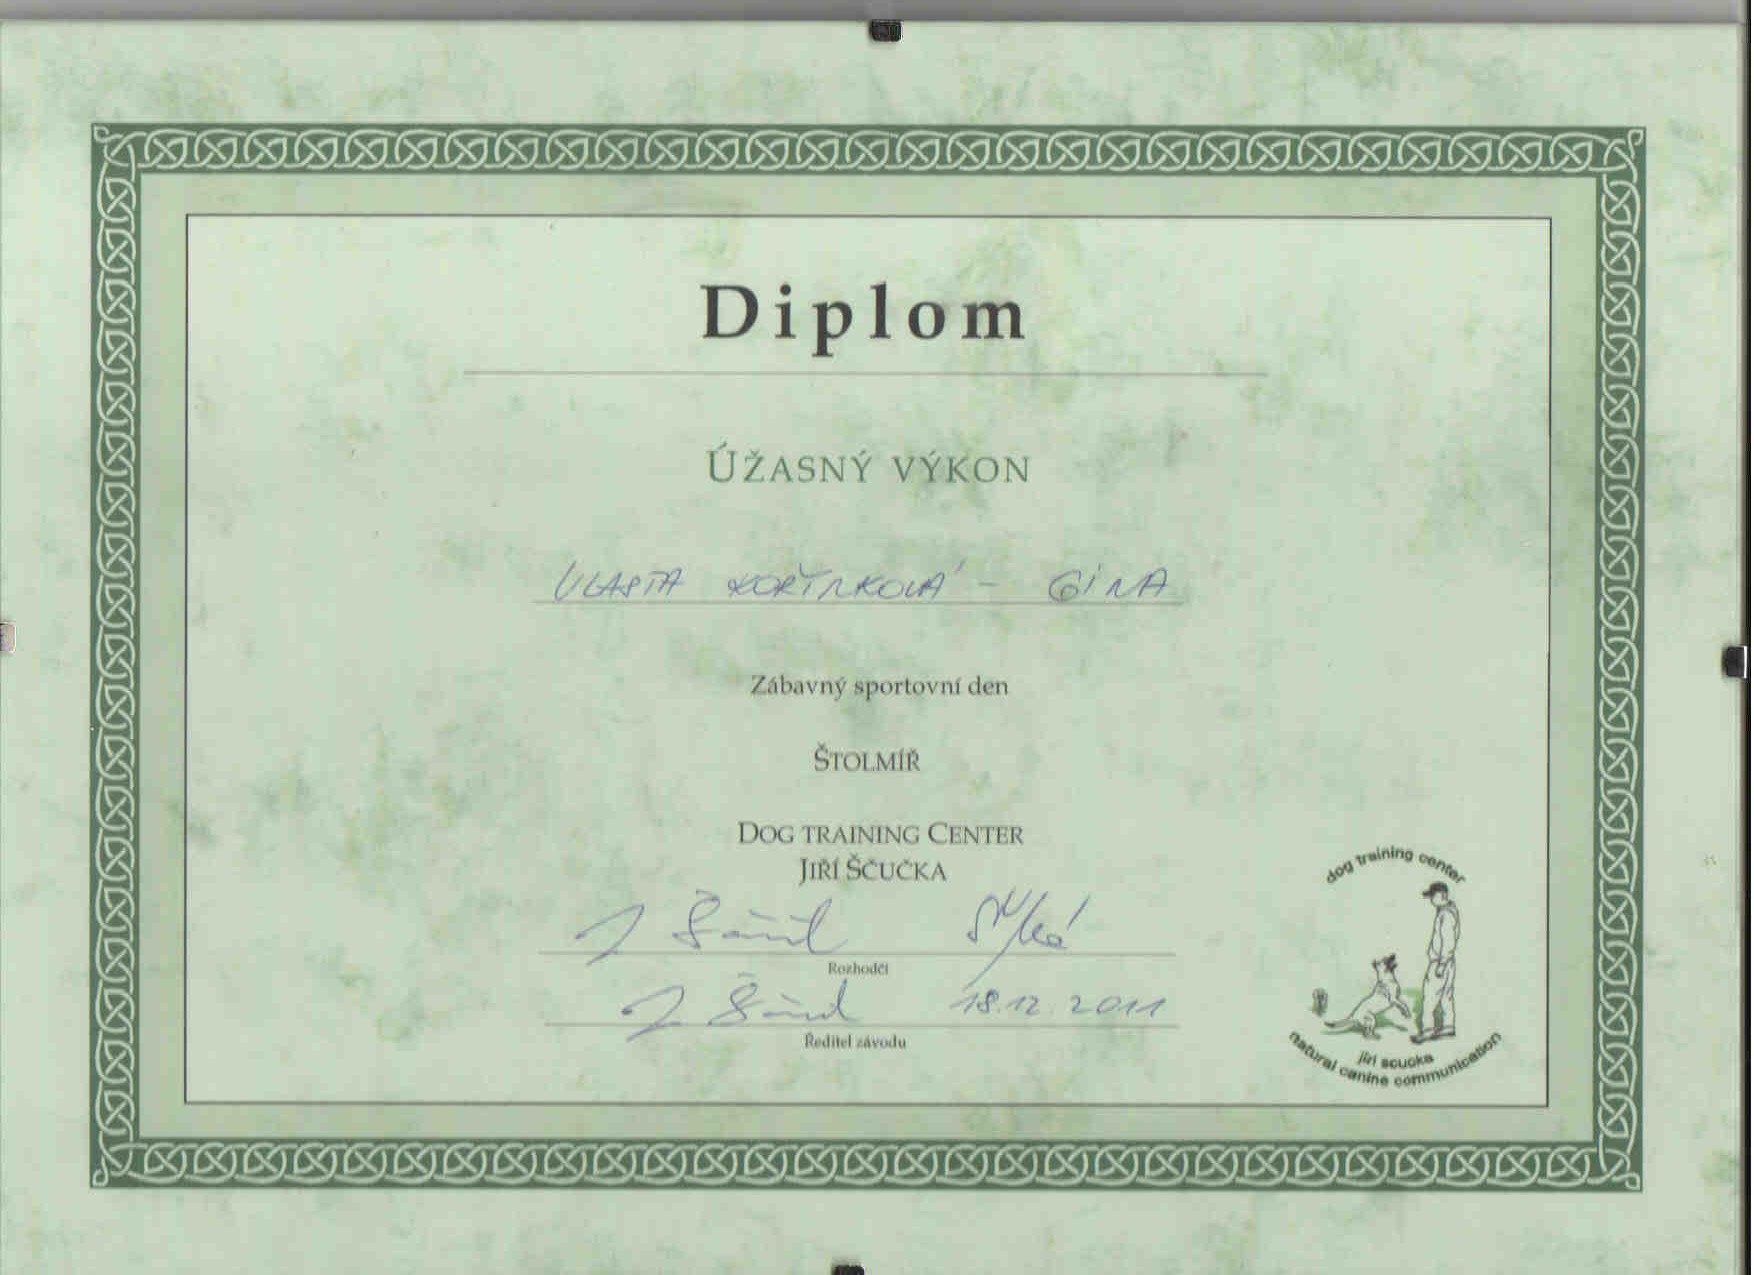 Diplom
ÚŽASNÝ VÝKON
VLASTA KOŘÍNKOVÁ - GINA
Zábavný sportovní den
ŠTOLMÍŘ
DOG TRAINING CENTER
JIŘÍ ŠČUČKA
Rozhodčí
18.12.2011
Ředitel závodu
dog training center
jiri scucka
natural canine communication